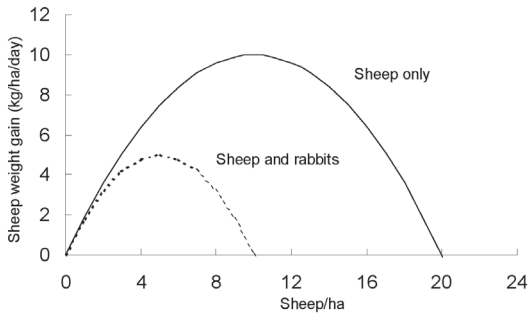 12
10
8
6
4
2
0
Sheep weight gain (kg/ha/day)
Sheep only
Sheep and rabbits
0 4 8 12 16 20 24
Sheep/ha